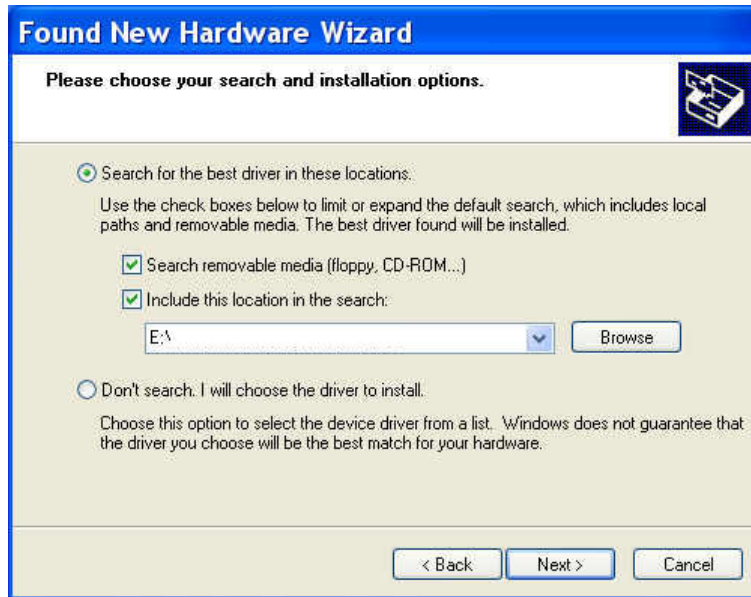 Found New Hardware Wizard
Please choose your search and installation options.
Search for the best driver in these locations.
Use the check boxes below to limit or expand the default search, which includes local
paths and removable media. The best driver found will be installed.
Search removable media (floppy, CD-ROM...)
Include this location in the search:
E:\
Browse
Don't search. I will choose the driver to install.
Choose this option to select the device driver from a list. Windows does not guarantee that
the driver you choose will be the best match for your hardware.
< Back
Next >
Cancel